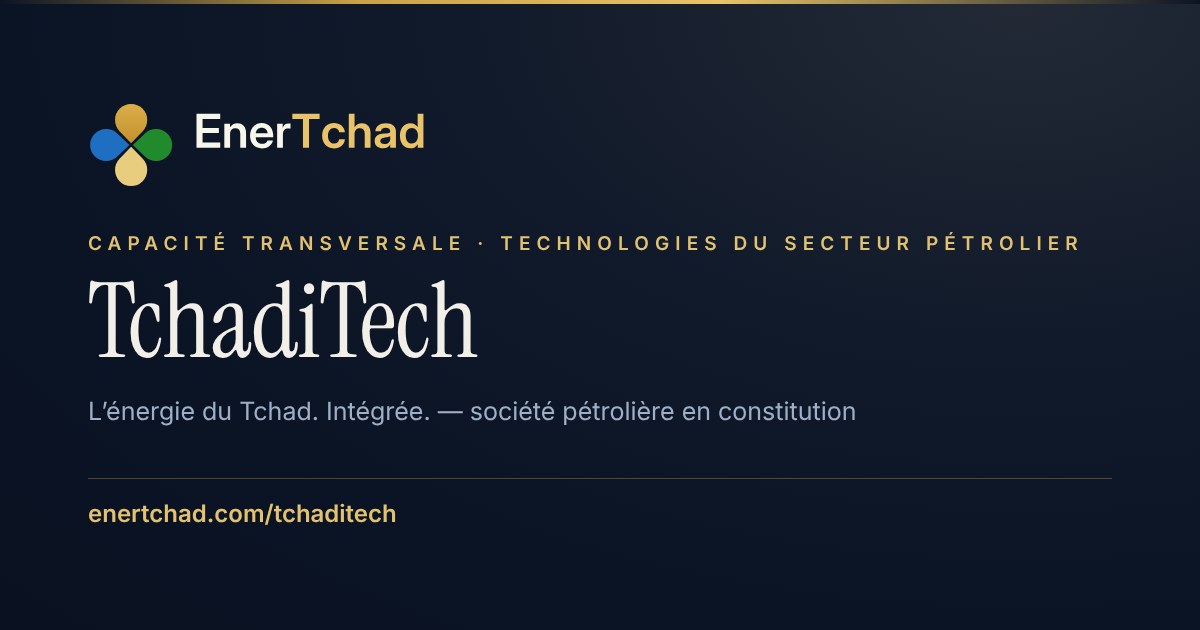 EnerTchad
CAPACITÉ TRANSVERSALE · TECHNOLOGIES DU SECTEUR PÉTROLIER
TchadiTech
L’énergie du Tchad. Intégrée. — société pétrolière en constitution
enertchad.com/tchaditech